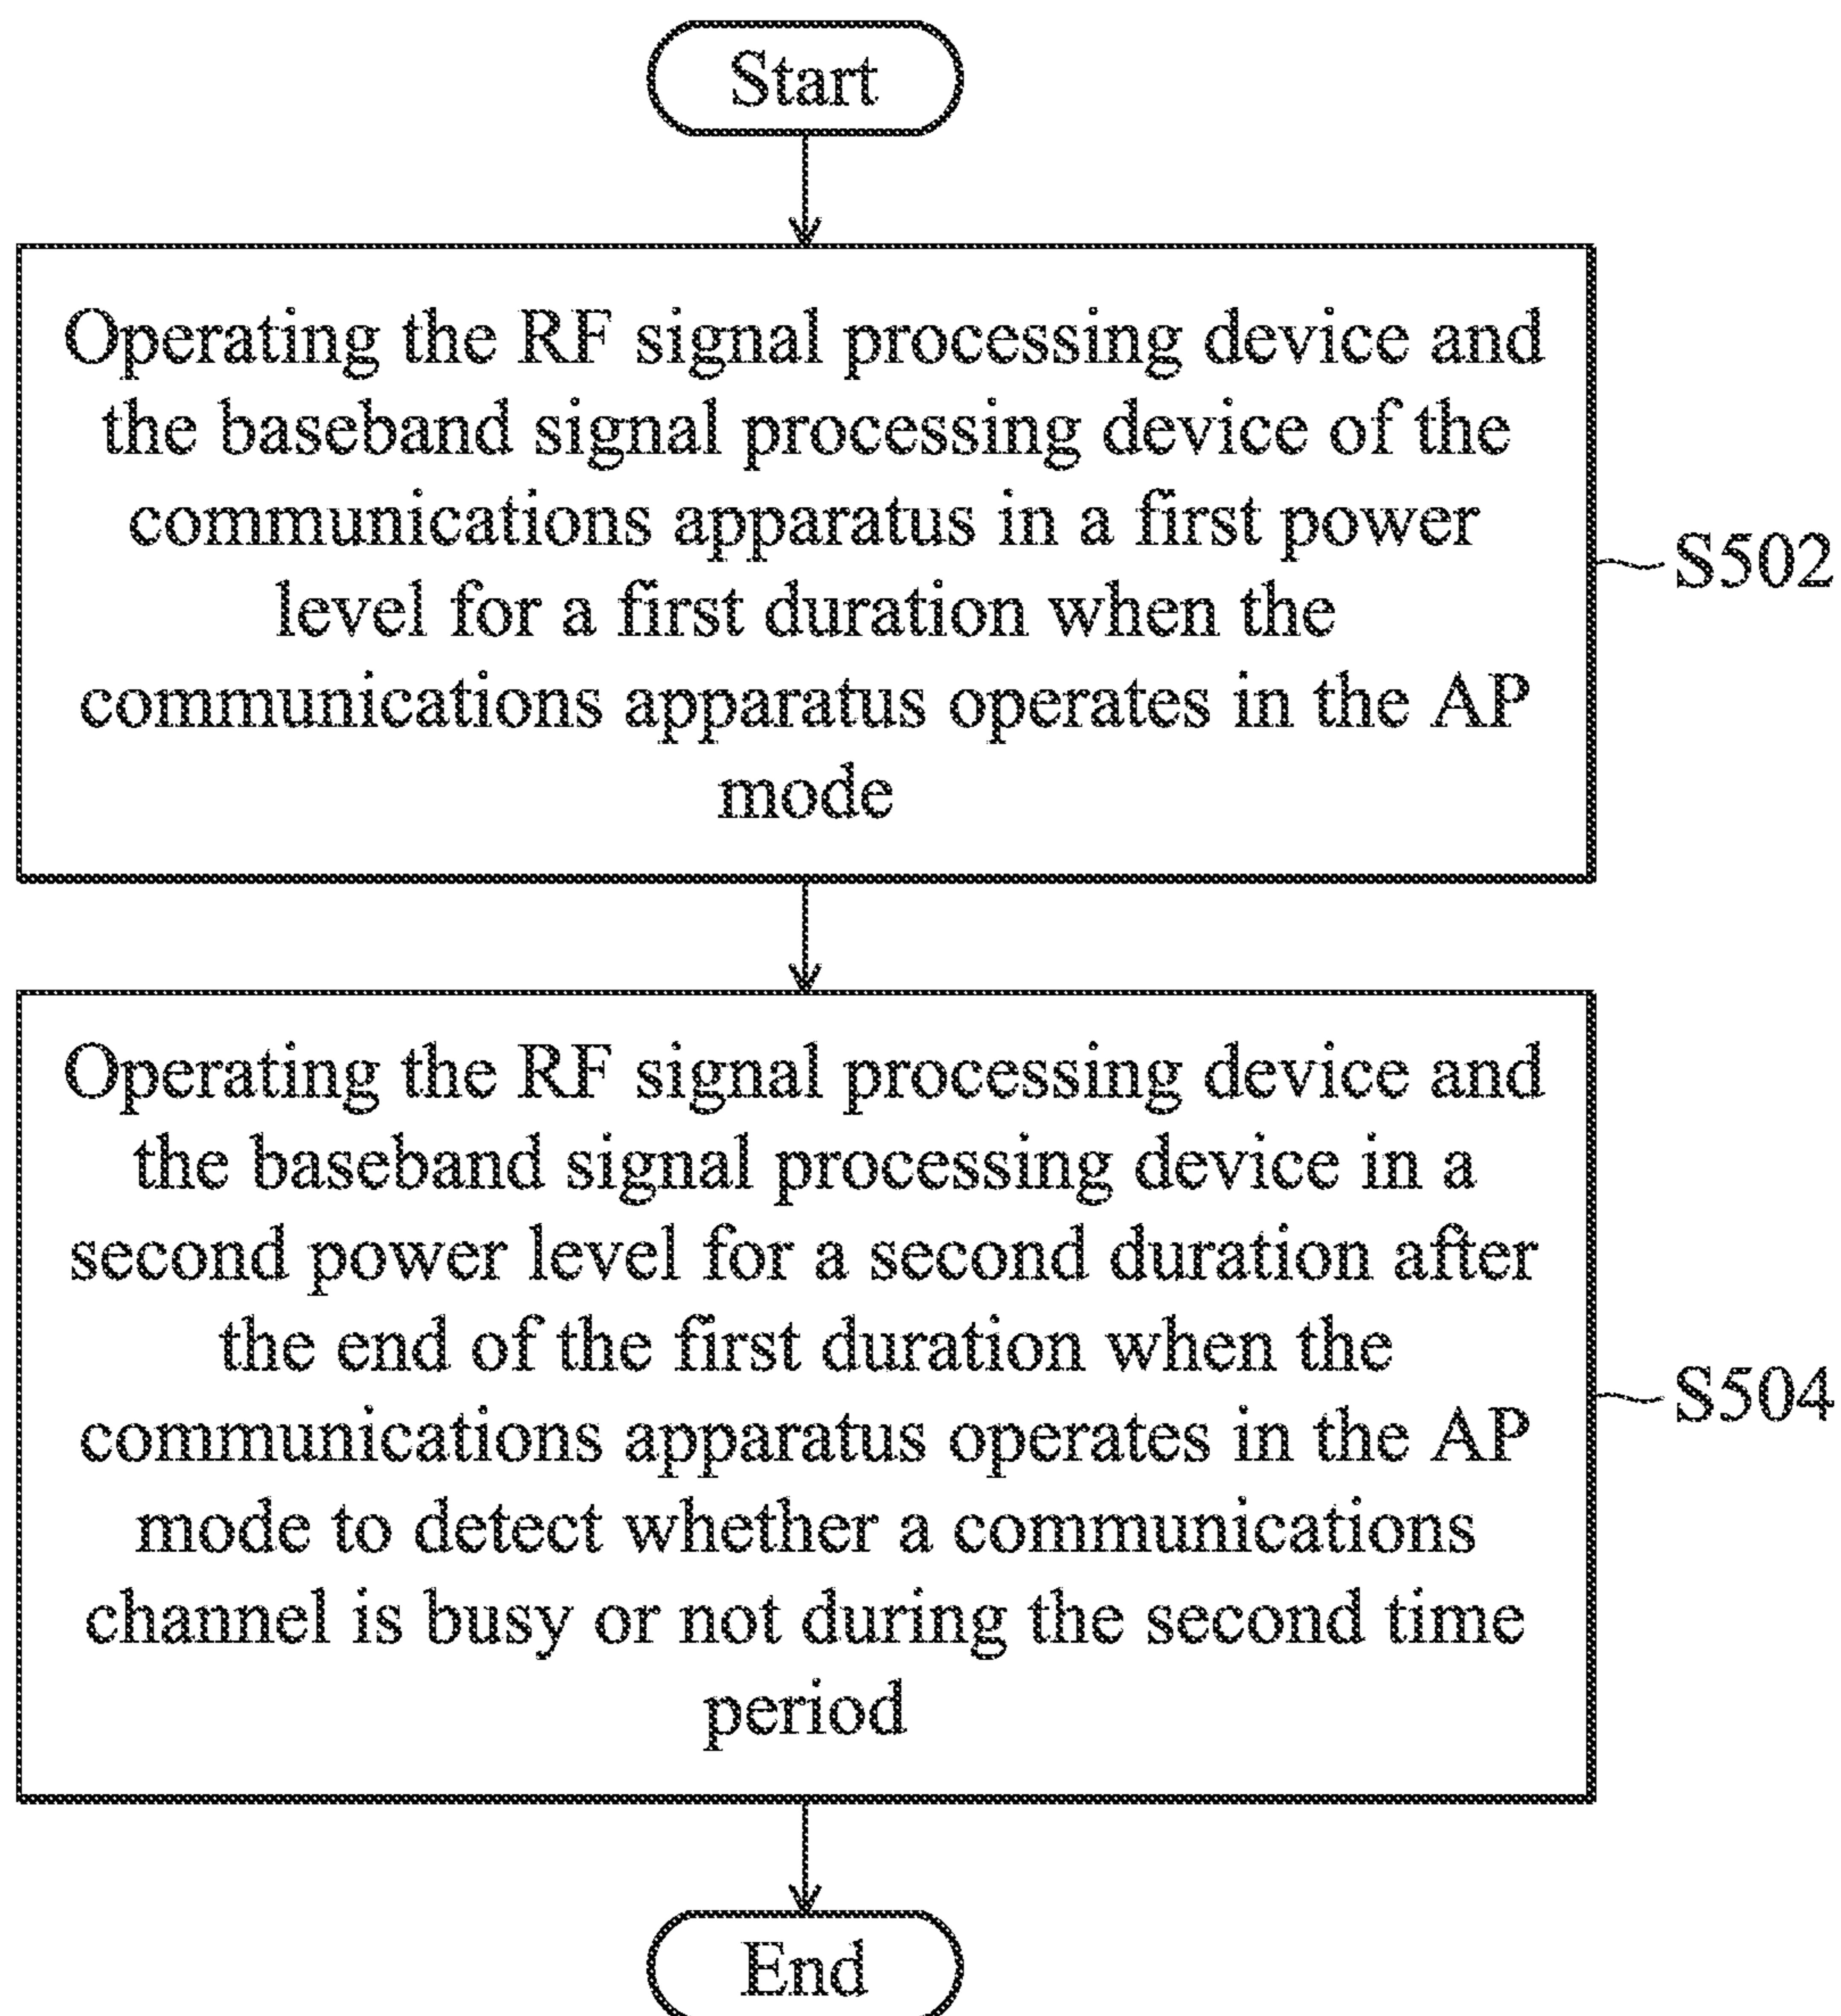 Start
Operating the RF signal processing device and
the baseband signal processing device of the
communications apparatus in a first power
level for a first duration when the
communications apparatus operates in the AP
mode
S502
Operating the RF signal processing device and
the baseband signal processing device in a
second power level for a second duration after
the end of the first duration when the
communications apparatus operates in the AP
mode to detect whether a communications
channel is busy or not during the second time
period
S504
End